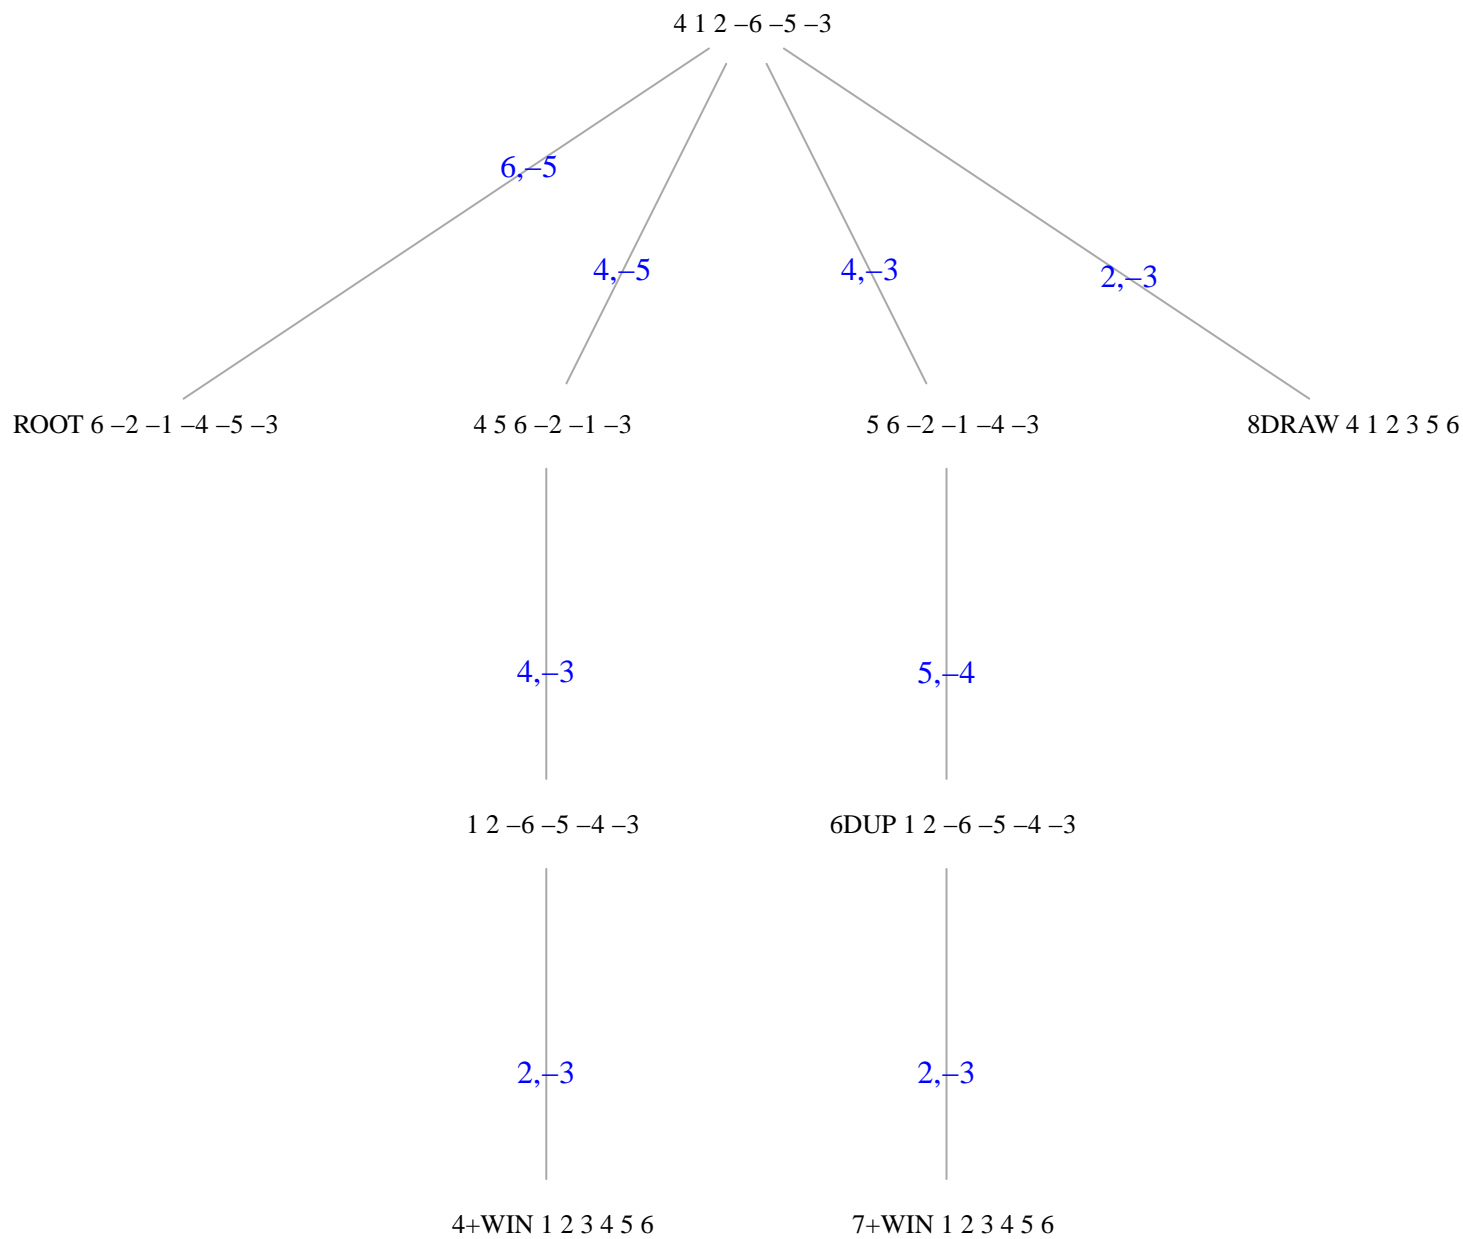 4 1 2 –6 –5 –3
6,–5
4,–5
4,–3
2,–3
ROOT 6 –2 –1 –4 –5 –3
4 5 6 –2 –1 –3
5 6 –2 –1 –4 –3
8DRAW 4 1 2 3 5 6
4,–3
5,–4
1 2 –6 –5 –4 –3
6DUP 1 2 –6 –5 –4 –3
2,–3
2,–3
4+WIN 1 2 3 4 5 6
7+WIN 1 2 3 4 5 6